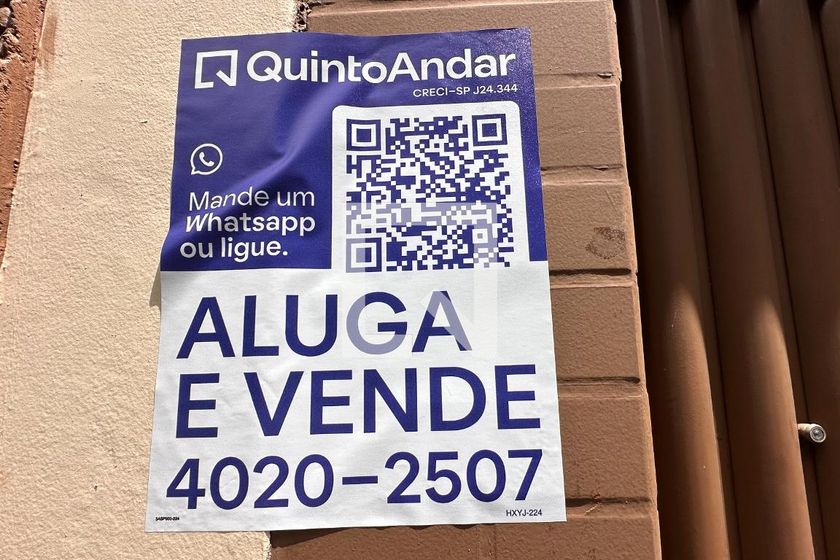 QuintoAndar
CRECI-SP J24.344
Mande um
Whatsapp
ou ligue.
ALUGA
E VENDE
4020-2507
HXYJ-224